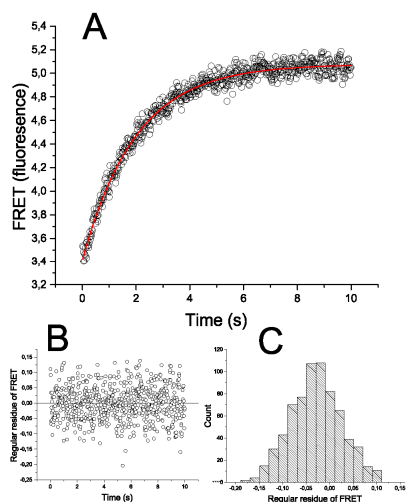 A
5,4
5,2
5,0
4,8
4,6
4,4
4,2
4,0
3,8
3,6
3,4
3,2
FRET (fluoresence)
0 2 4 6 8 10
Time (s)
B
0,15
0,10
0,05
0,00
-0,05
-0,10
-0,15
-0,20
-0,25
Regular residue of FRET
0 2 4 6 8 10
Time (s)
C
120
100
80
60
40
20
0
Count
-0,20 -0,15 -0,10 -0,05 0,00 0,05 0,10 0,15
Regular residue of FRET